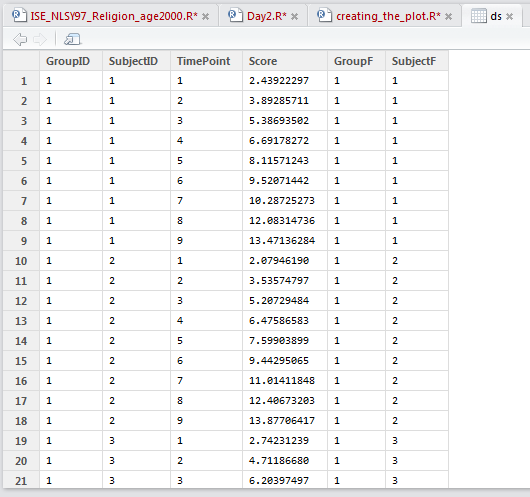 ISE_NLSY97_Religion_age2000.R* Day2.R* creating_the_plot.R* ds
GroupID SubjectID TimePoint Score GroupF SubjectF
1 1 1 1 2.43922297 1 1
2 1 1 2 3.89285711 1 1
3 1 1 3 5.38693502 1 1
4 1 1 4 6.69178272 1 1
5 1 1 5 8.11571243 1 1
6 1 1 6 9.52071442 1 1
7 1 1 7 10.28725273 1 1
8 1 1 8 12.08314736 1 1
9 1 1 9 13.47136284 1 1
10 1 2 1 2.07946190 1 2
11 1 2 2 3.53574797 1 2
12 1 2 3 5.20729484 1 2
13 1 2 4 6.47586583 1 2
14 1 2 5 7.59903899 1 2
15 1 2 6 9.44295065 1 2
16 1 2 7 11.01411848 1 2
17 1 2 8 12.40673203 1 2
18 1 2 9 13.87706417 1 2
19 1 3 1 2.74231239 1 3
20 1 3 2 4.71186680 1 3
21 1 3 3 6.20397497 1 3